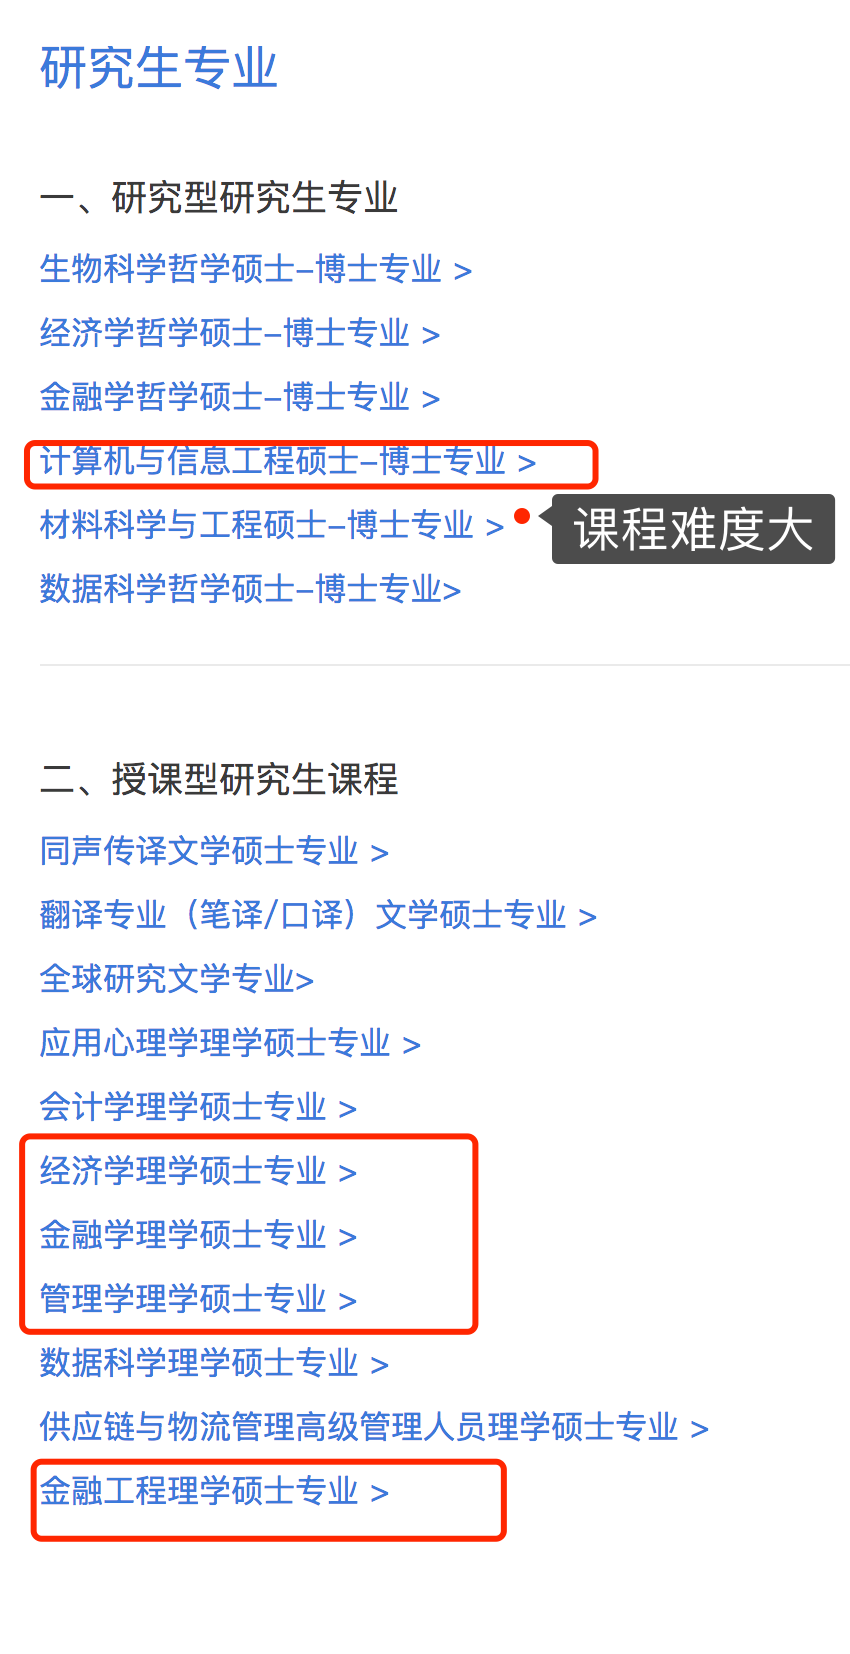 研究生专业
一、研究型研究生专业
生物科学哲学硕士-博士专业 >
经济学哲学硕士-博士专业 >
金融学哲学硕士-博士专业 >
计算机与信息工程硕士-博士专业 >
材料科学与工程硕士-博士专业 >
课程难度大
数据科学哲学硕士-博士专业>
二、授课型研究生课程
同声传译文学硕士专业 >
翻译专业（笔译/口译）文学硕士专业 >
全球研究文学专业>
应用心理学理学硕士专业 >
会计学理学硕士专业 >
经济学理学硕士专业 >
金融学理学硕士专业 >
管理学理学硕士专业 >
数据科学理学硕士专业 >
供应链与物流管理高级管理人员理学硕士专业 >
金融工程理学硕士专业 >